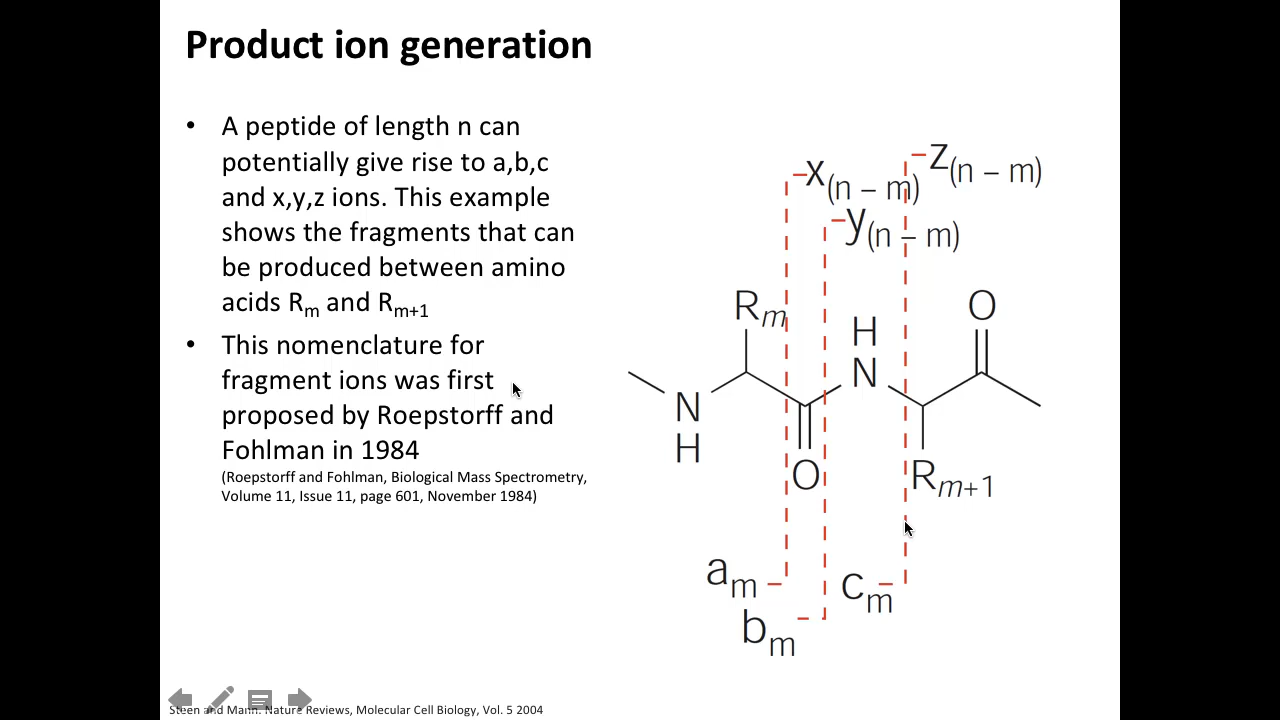 Product ion generation
• A peptide of length n can
potentially give rise to a,b,c
and x,y,z ions. This example
shows the fragments that can
be produced between amino
acids Rm and Rm+1
• This nomenclature for
fragment ions was first
proposed by Roepstorff and
Fohlman in 1984
(Roepstorff and Fohlman, Biological Mass Spectrometry,
Volume 11, Issue 11, page 601, November 1984)
z(n – m)
x(n – m)
y(n – m)
Rm
O
H
N
N
H
O
Rm+1
am
cm
bm
Steen and Mann. Nature Reviews, Molecular Cell Biology, Vol. 5 2004